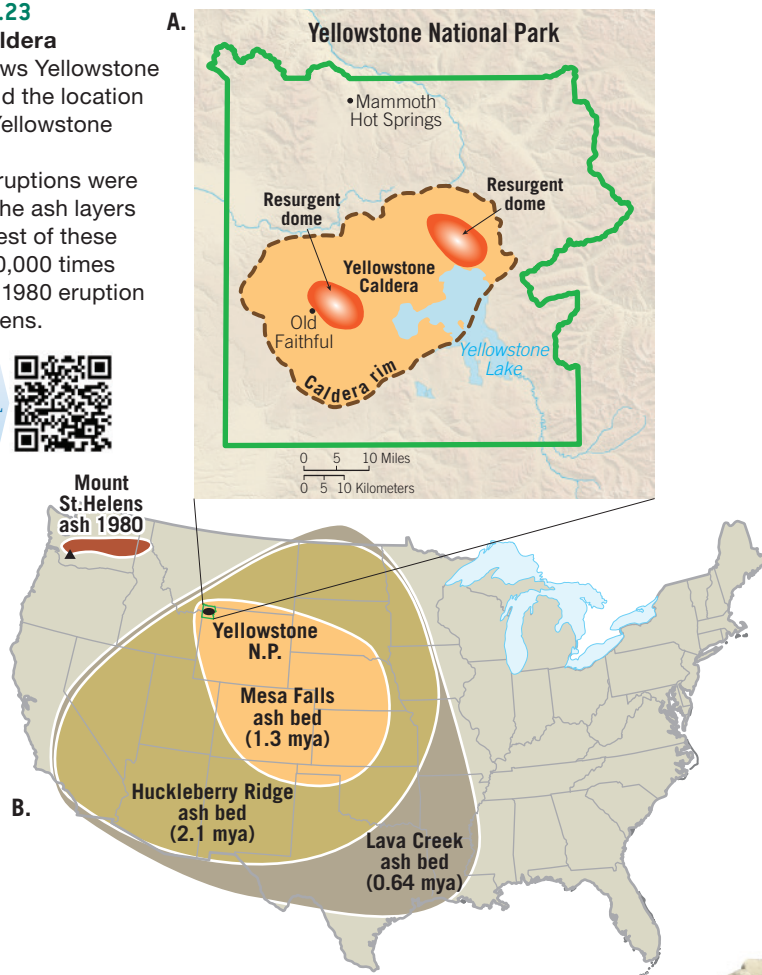 .23
ldera
ws Yellowstone
d the location
Yellowstone
ruptions were
he ash layers
est of these
0,000 times
1980 eruption
ens.
A.
Yellowstone National Park
Mammoth
Hot Springs
Resurgent
dome
Resurgent
dome
Yellowstone
Caldera
Old
Faithful
Yellowstone
Lake
Caldera rim
0 5 10 Miles
0 5 10 Kilometers
Mount
St.Helens
ash 1980
Yellowstone
N.P.
Mesa Falls
ash bed
(1.3 mya)
Huckleberry Ridge
ash bed
(2.1 mya)
B.
Lava Creek
ash bed
(0.64 mya)